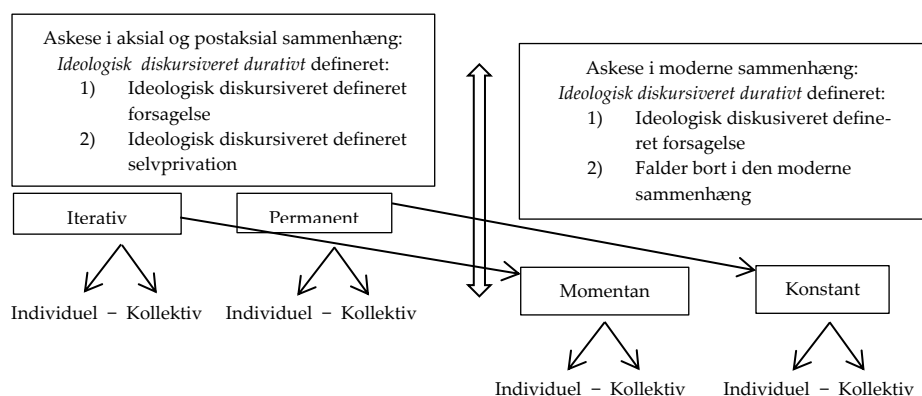 Askese i aksial og postaksial sammenhæng:
Ideologisk diskursiveret durativt defineret:
1) Ideologisk diskursiveret defineret
forsagelse
2) Ideologisk diskursiveret defineret
selvprivation
Askese i moderne sammenhæng:
Ideologisk diskursiveret durativt defineret:
1) Ideologisk diskusiveret define-
ret forsagelse
2) Falder bort i den moderne
sammenhæng
Iterativ
Permanent
Individuel – Kollektiv
Individuel – Kollektiv
Momentan
Konstant
Individuel – Kollektiv
Individuel – Kollektiv